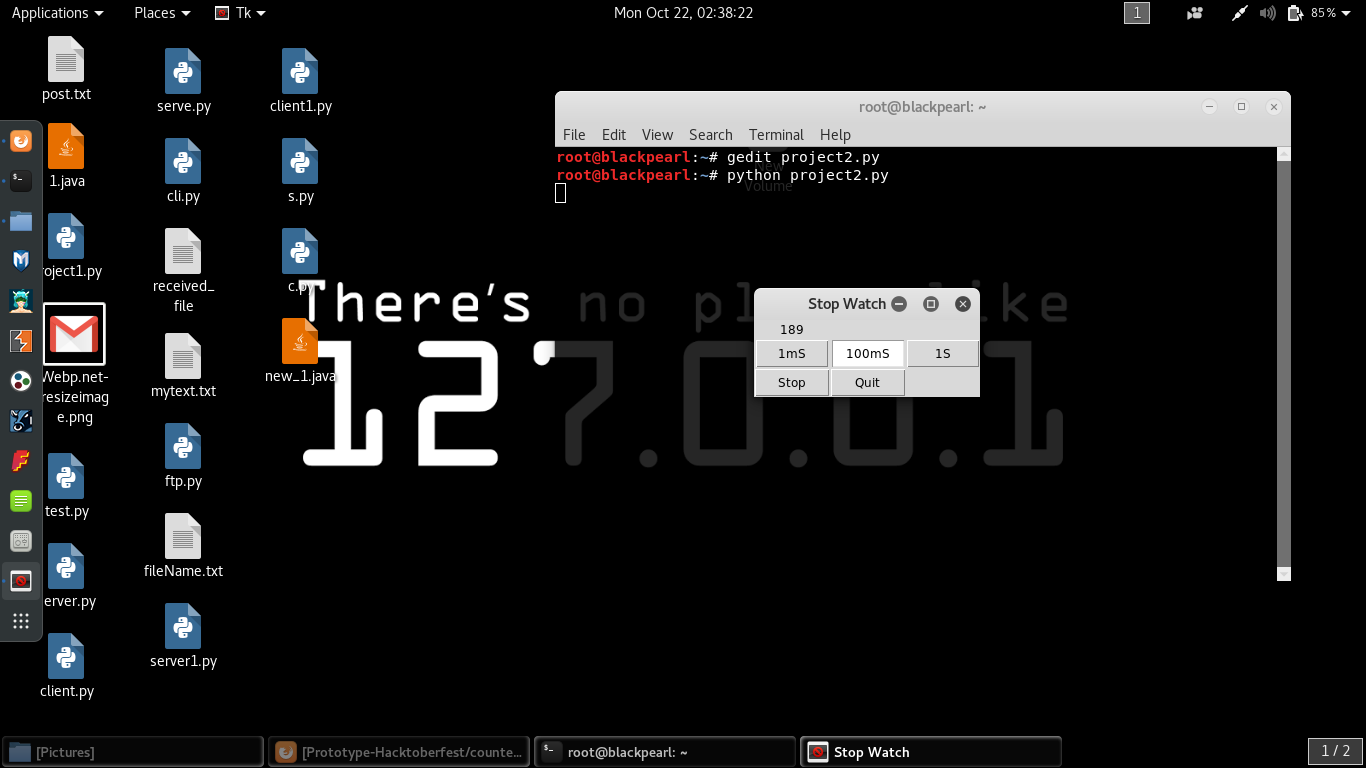 Applications Places Tk Mon Oct 22, 02:38:22 1 85%
post.txt
serve.py
client1.py
1.java
cli.py
s.py
roject1.py
received_
file
c.py
Webp.net-
resizeimag
e.png
mytext.txt
new_1.java
test.py
ftp.py
erver.py
fileName.txt
client.py
server1.py
root@blackpearl: ~
File Edit View Search Terminal Help
root@blackpearl:~# gedit project2.py
root@blackpearl:~# python project2.py
New
Volume
There's no pl like
127.0.0.1
Stop Watch
189
1mS 100mS 1S
Stop Quit
[Pictures] [Prototype-Hacktoberfest/counte... root@blackpearl: ~ Stop Watch 1 / 2